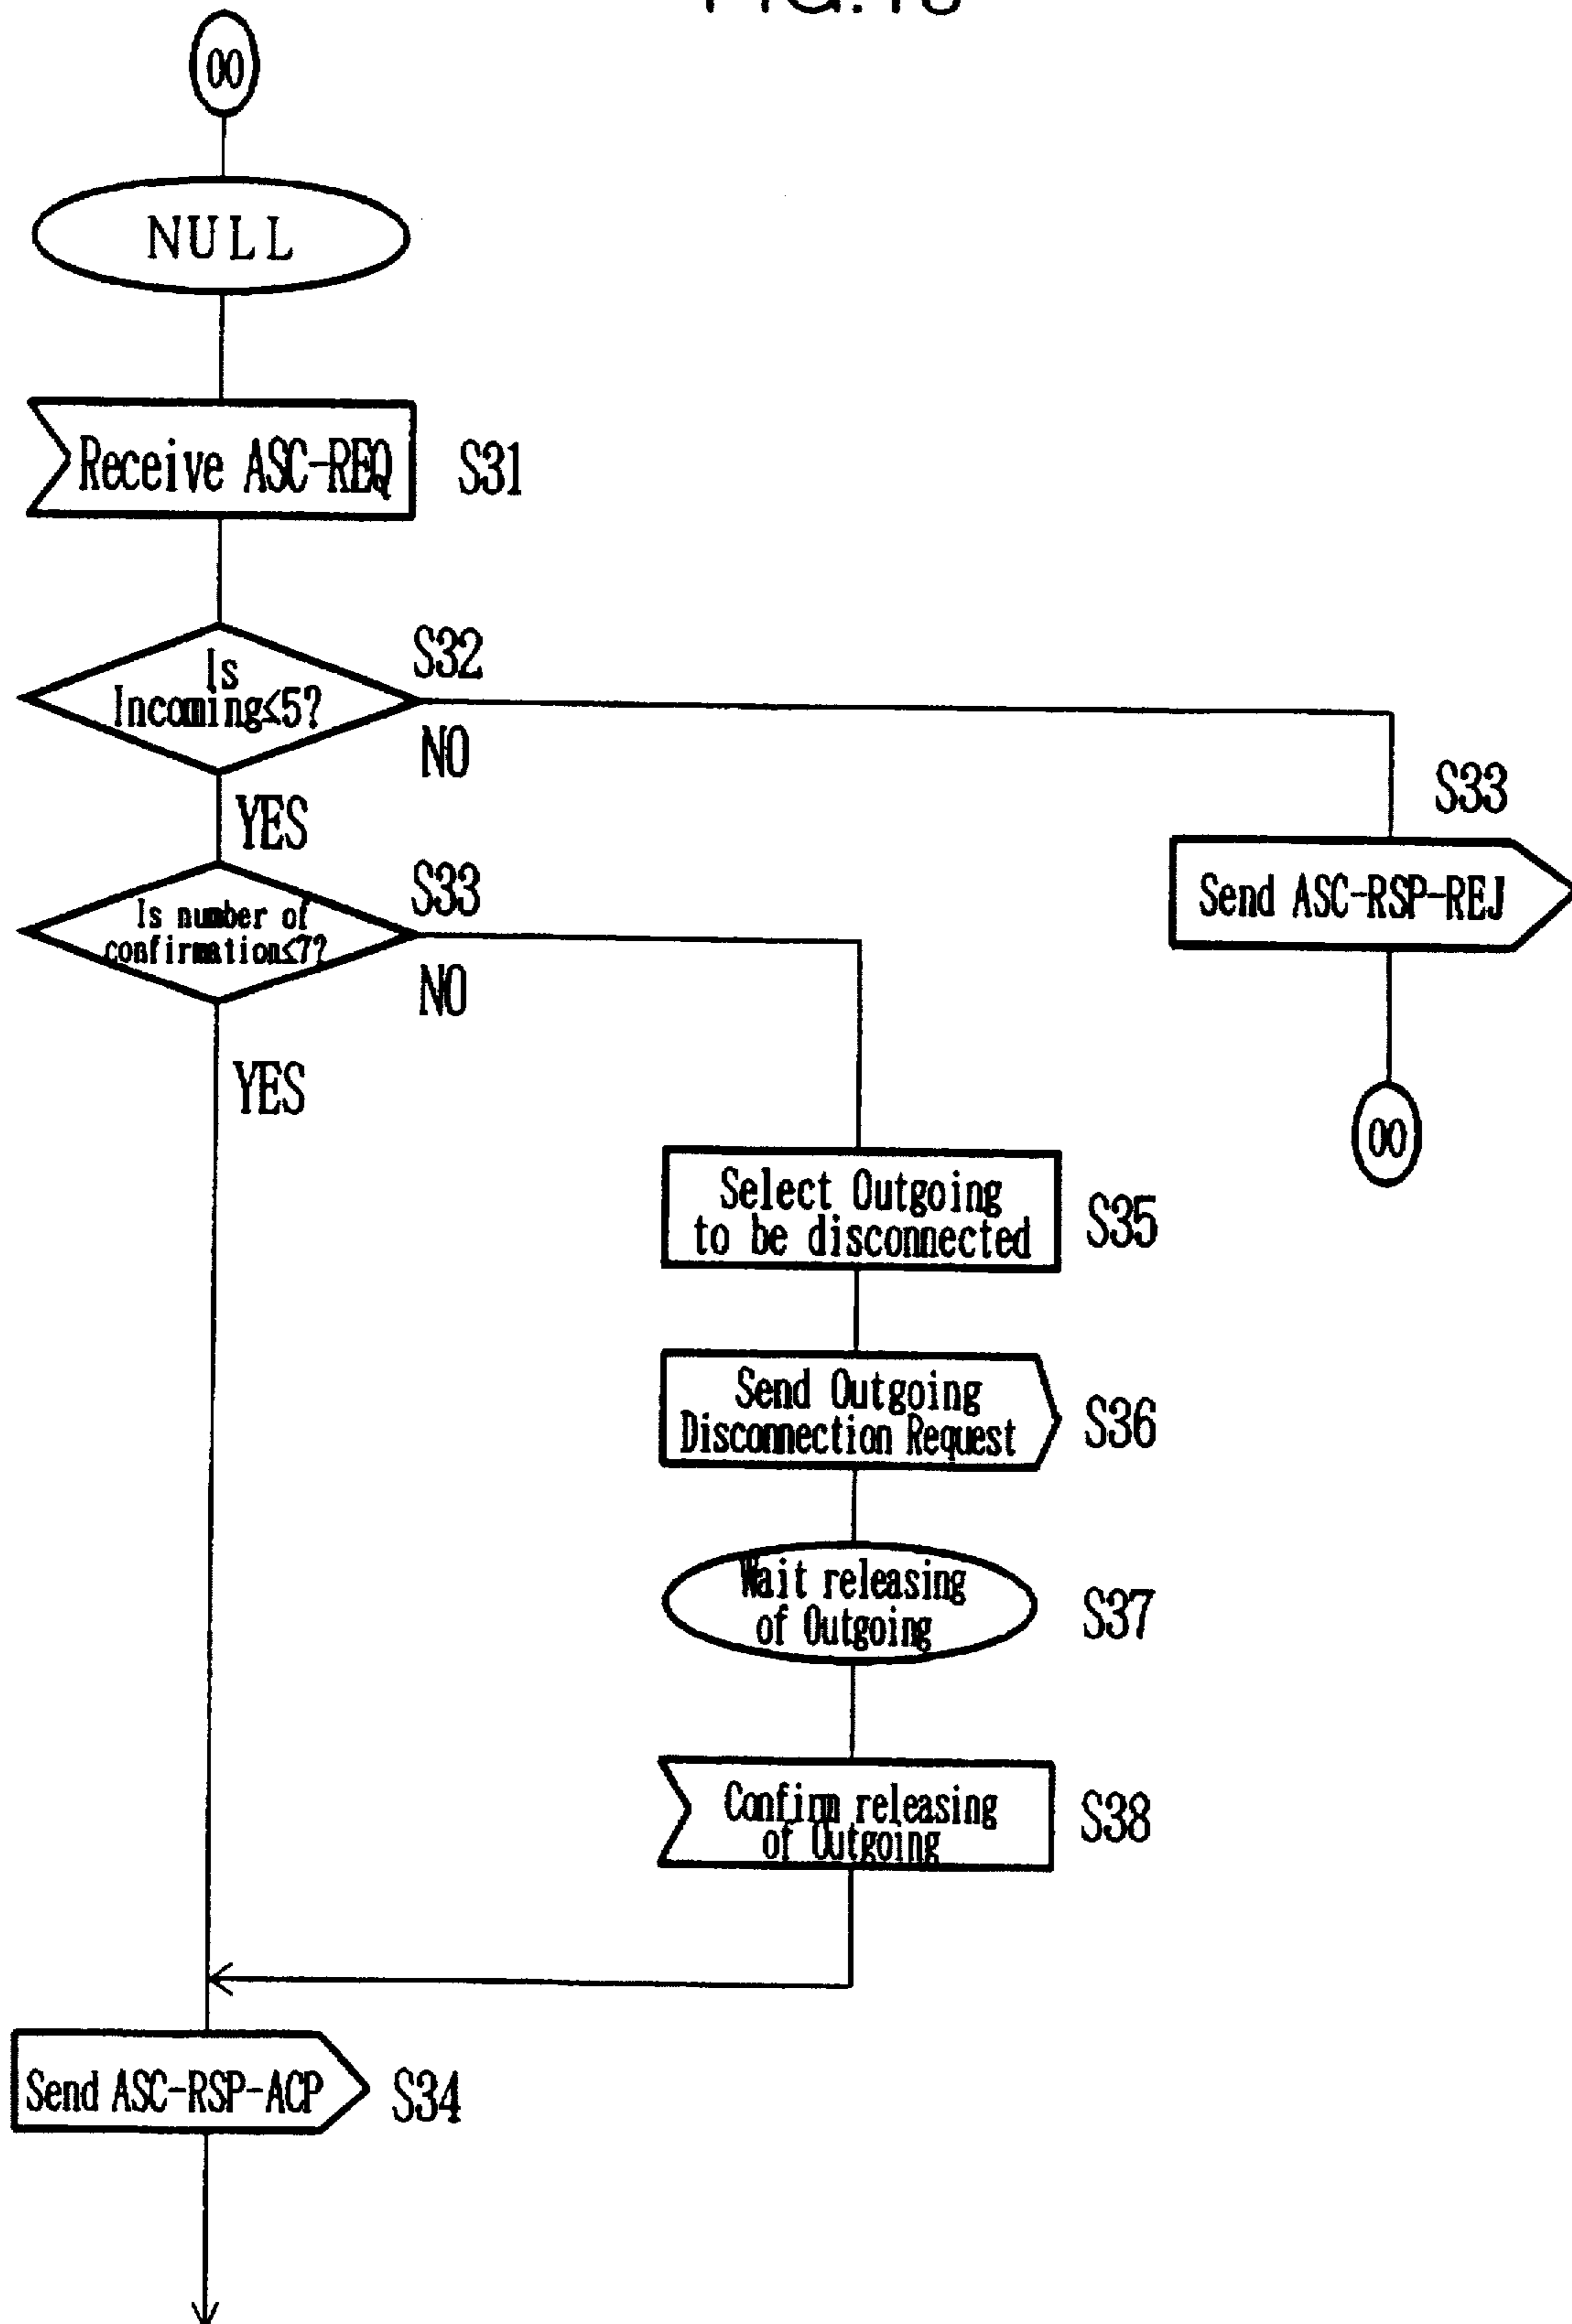 00
NULL
Receive ASC-REQ
S31
S32
Is
Incoming≤5?
NO
YES
S33
Send ASC-RSP-REJ
00
S33
Is number of
confirmation≤7?
NO
YES
Select Outgoing
to be disconnected
S35
Send Outgoing
Disconnection Request
S36
Wait releasing
of Outgoing
S37
Confirm releasing
of Outgoing
S38
Send ASC-RSP-ACP
S34